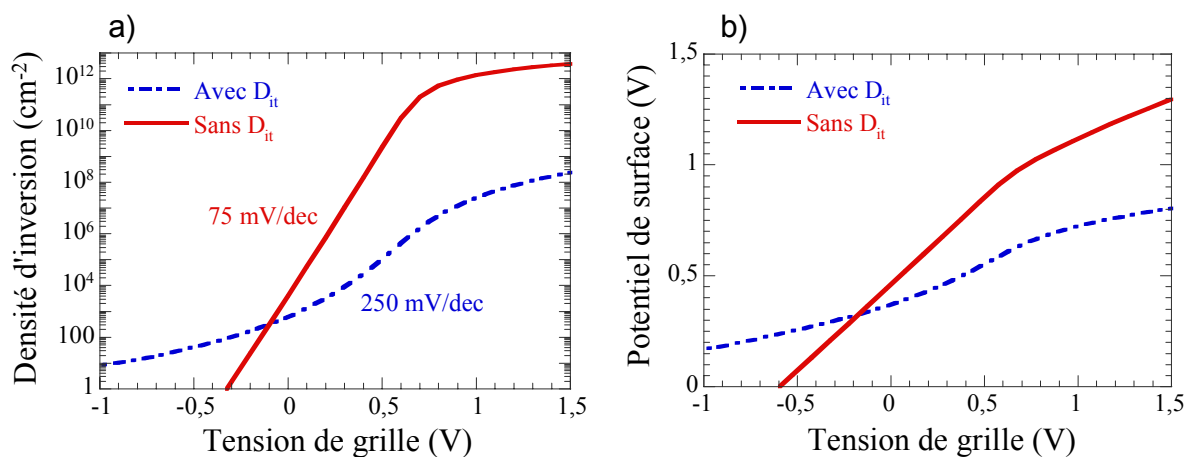 a)
Densité d'inversion (cm⁻²)
10¹²
10¹⁰
10⁸
10⁶
10⁴
100
1
Avec Dᵢₜ
Sans Dᵢₜ
75 mV/dec
250 mV/dec
-1 -0,5 0 0,5 1 1,5
Tension de grille (V)
b)
Potentiel de surface (V)
1,5
1
0,5
0
Avec Dᵢₜ
Sans Dᵢₜ
-1 -0,5 0 0,5 1 1,5
Tension de grille (V)